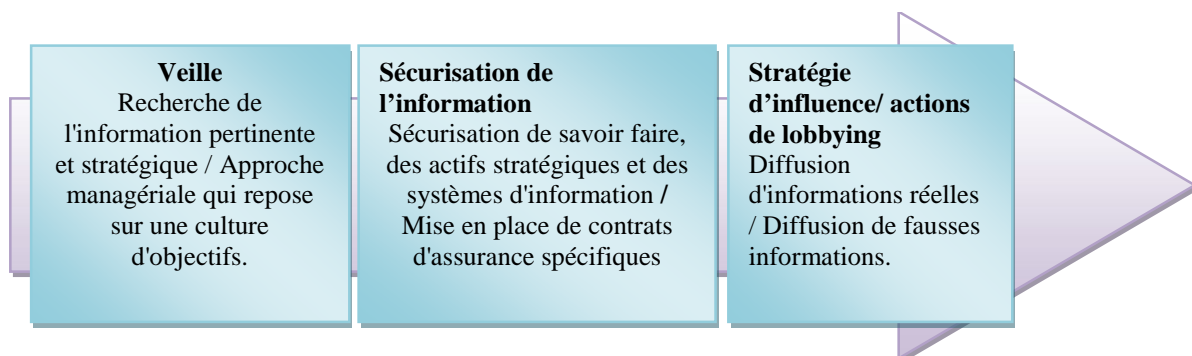 Veille
Recherche de
l'information pertinente
et stratégique / Approche
managériale qui repose
sur une culture
d'objectifs.
Sécurisation de
l’information
Sécurisation de savoir faire,
des actifs stratégiques et des
systèmes d'information /
Mise en place de contrats
d'assurance spécifiques
Stratégie
d’influence/ actions
de lobbying
Diffusion
d'informations réelles
/ Diffusion de fausses
informations.